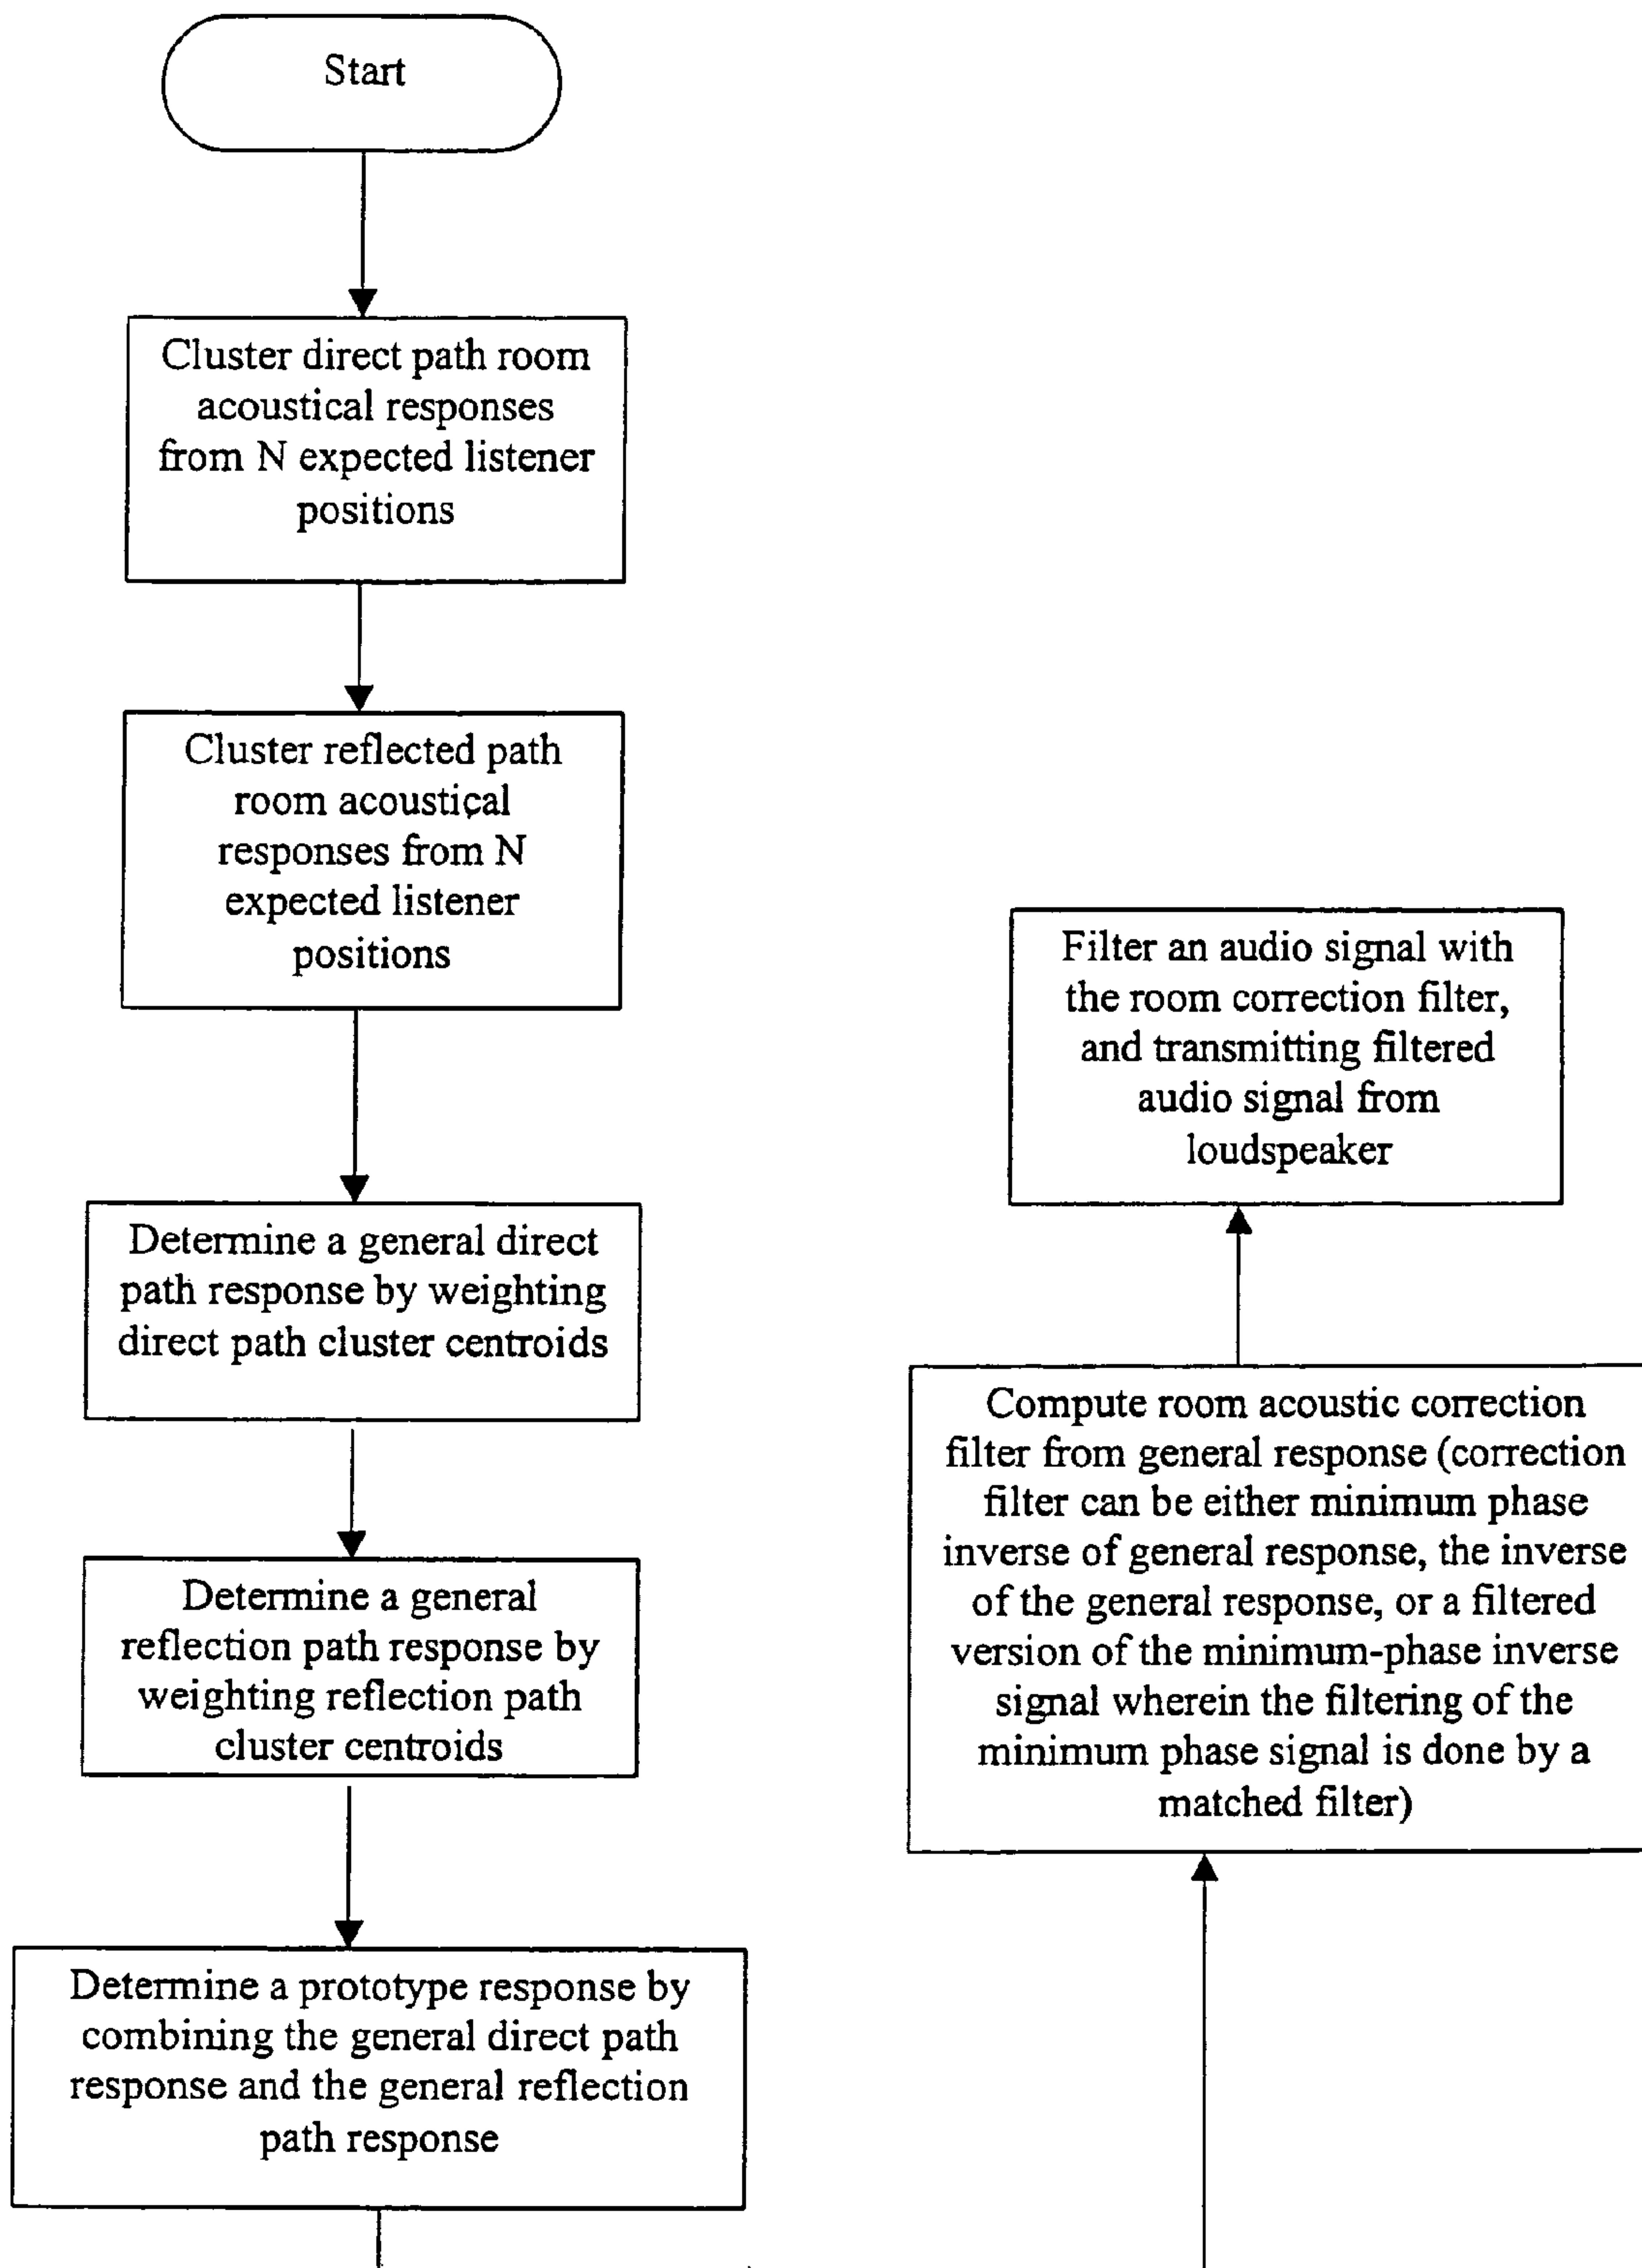 Start
Cluster direct path room
acoustical responses
from N expected listener
positions
Cluster reflected path
room acoustical
responses from N
expected listener
positions
Determine a general direct
path response by weighting
direct path cluster centroids
Determine a general
reflection path response by
weighting reflection path
cluster centroids
Determine a prototype response by
combining the general direct path
response and the general reflection
path response
Compute room acoustic correction
filter from general response (correction
filter can be either minimum phase
inverse of general response, the inverse
of the general response, or a filtered
version of the minimum-phase inverse
signal wherein the filtering of the
minimum phase signal is done by a
matched filter)
Filter an audio signal with
the room correction filter,
and transmitting filtered
audio signal from
loudspeaker